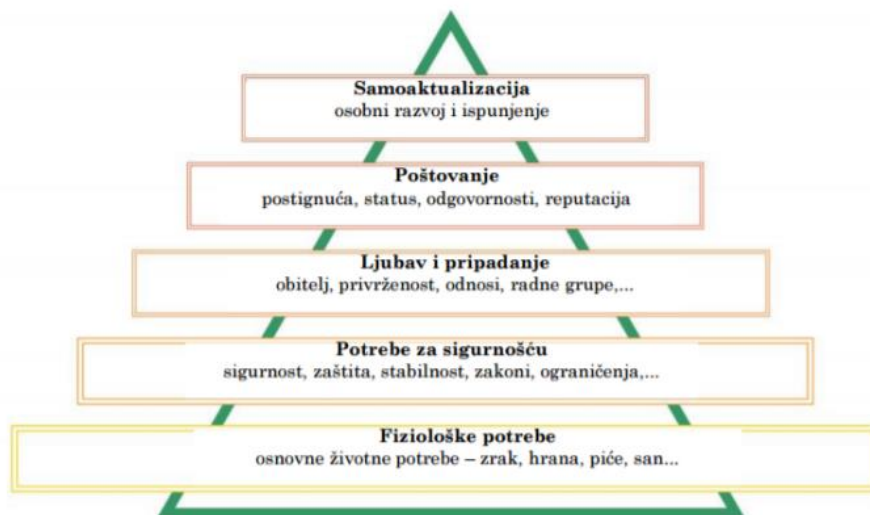 Samoaktualizacija
osobni razvoj i ispunjenje
Poštovanje
postignuća, status, odgovornosti, reputacija
Ljubav i pripadanje
obitelj, privrženost, odnosi, radne grupe,...
Potrebe za sigurnošću
sigurnost, zaštita, stabilnost, zakoni, ograničenja,...
Fiziološke potrebe
osnovne životne potrebe – zrak, hrana, piće, san...